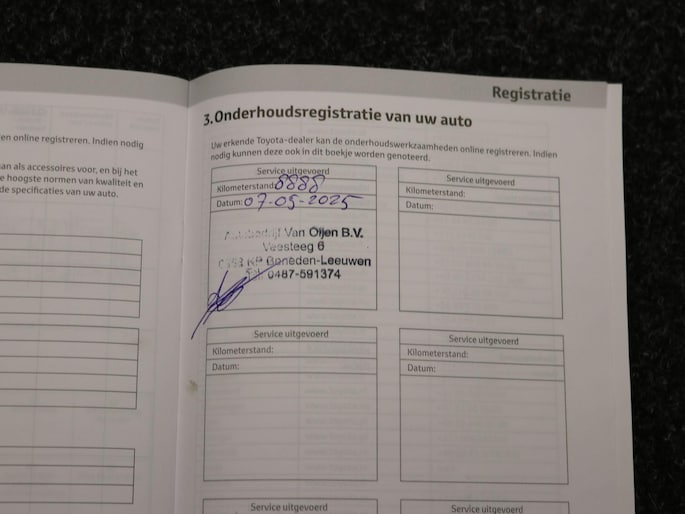 en online registreren. Indien nodig
an als accessoires voor, en bij het
e hoogste normen van kwaliteit en
de specificaties van uw auto.
Registratie
3.Onderhoudsregistratie van uw auto
Uw erkende Toyota-dealer kan de onderhoudswerkzaamheden online registreren. Indien
nodig kunnen deze ook in dit boekje worden genoteerd.
Service uitgevoerd
Kilometerstand: 8888
Datum: 07-05-2025
Van Oijen B.V.
Veesteeg 6
Beneden-Leeuwen
0487-591374
Service uitgevoerd
Kilometerstand:
Datum:
Service uitgevoerd
Kilometerstand:
Datum:
Service uitgevoerd
Kilometerstand:
Datum:
Service uitgevoerd
Service uitgevoerd